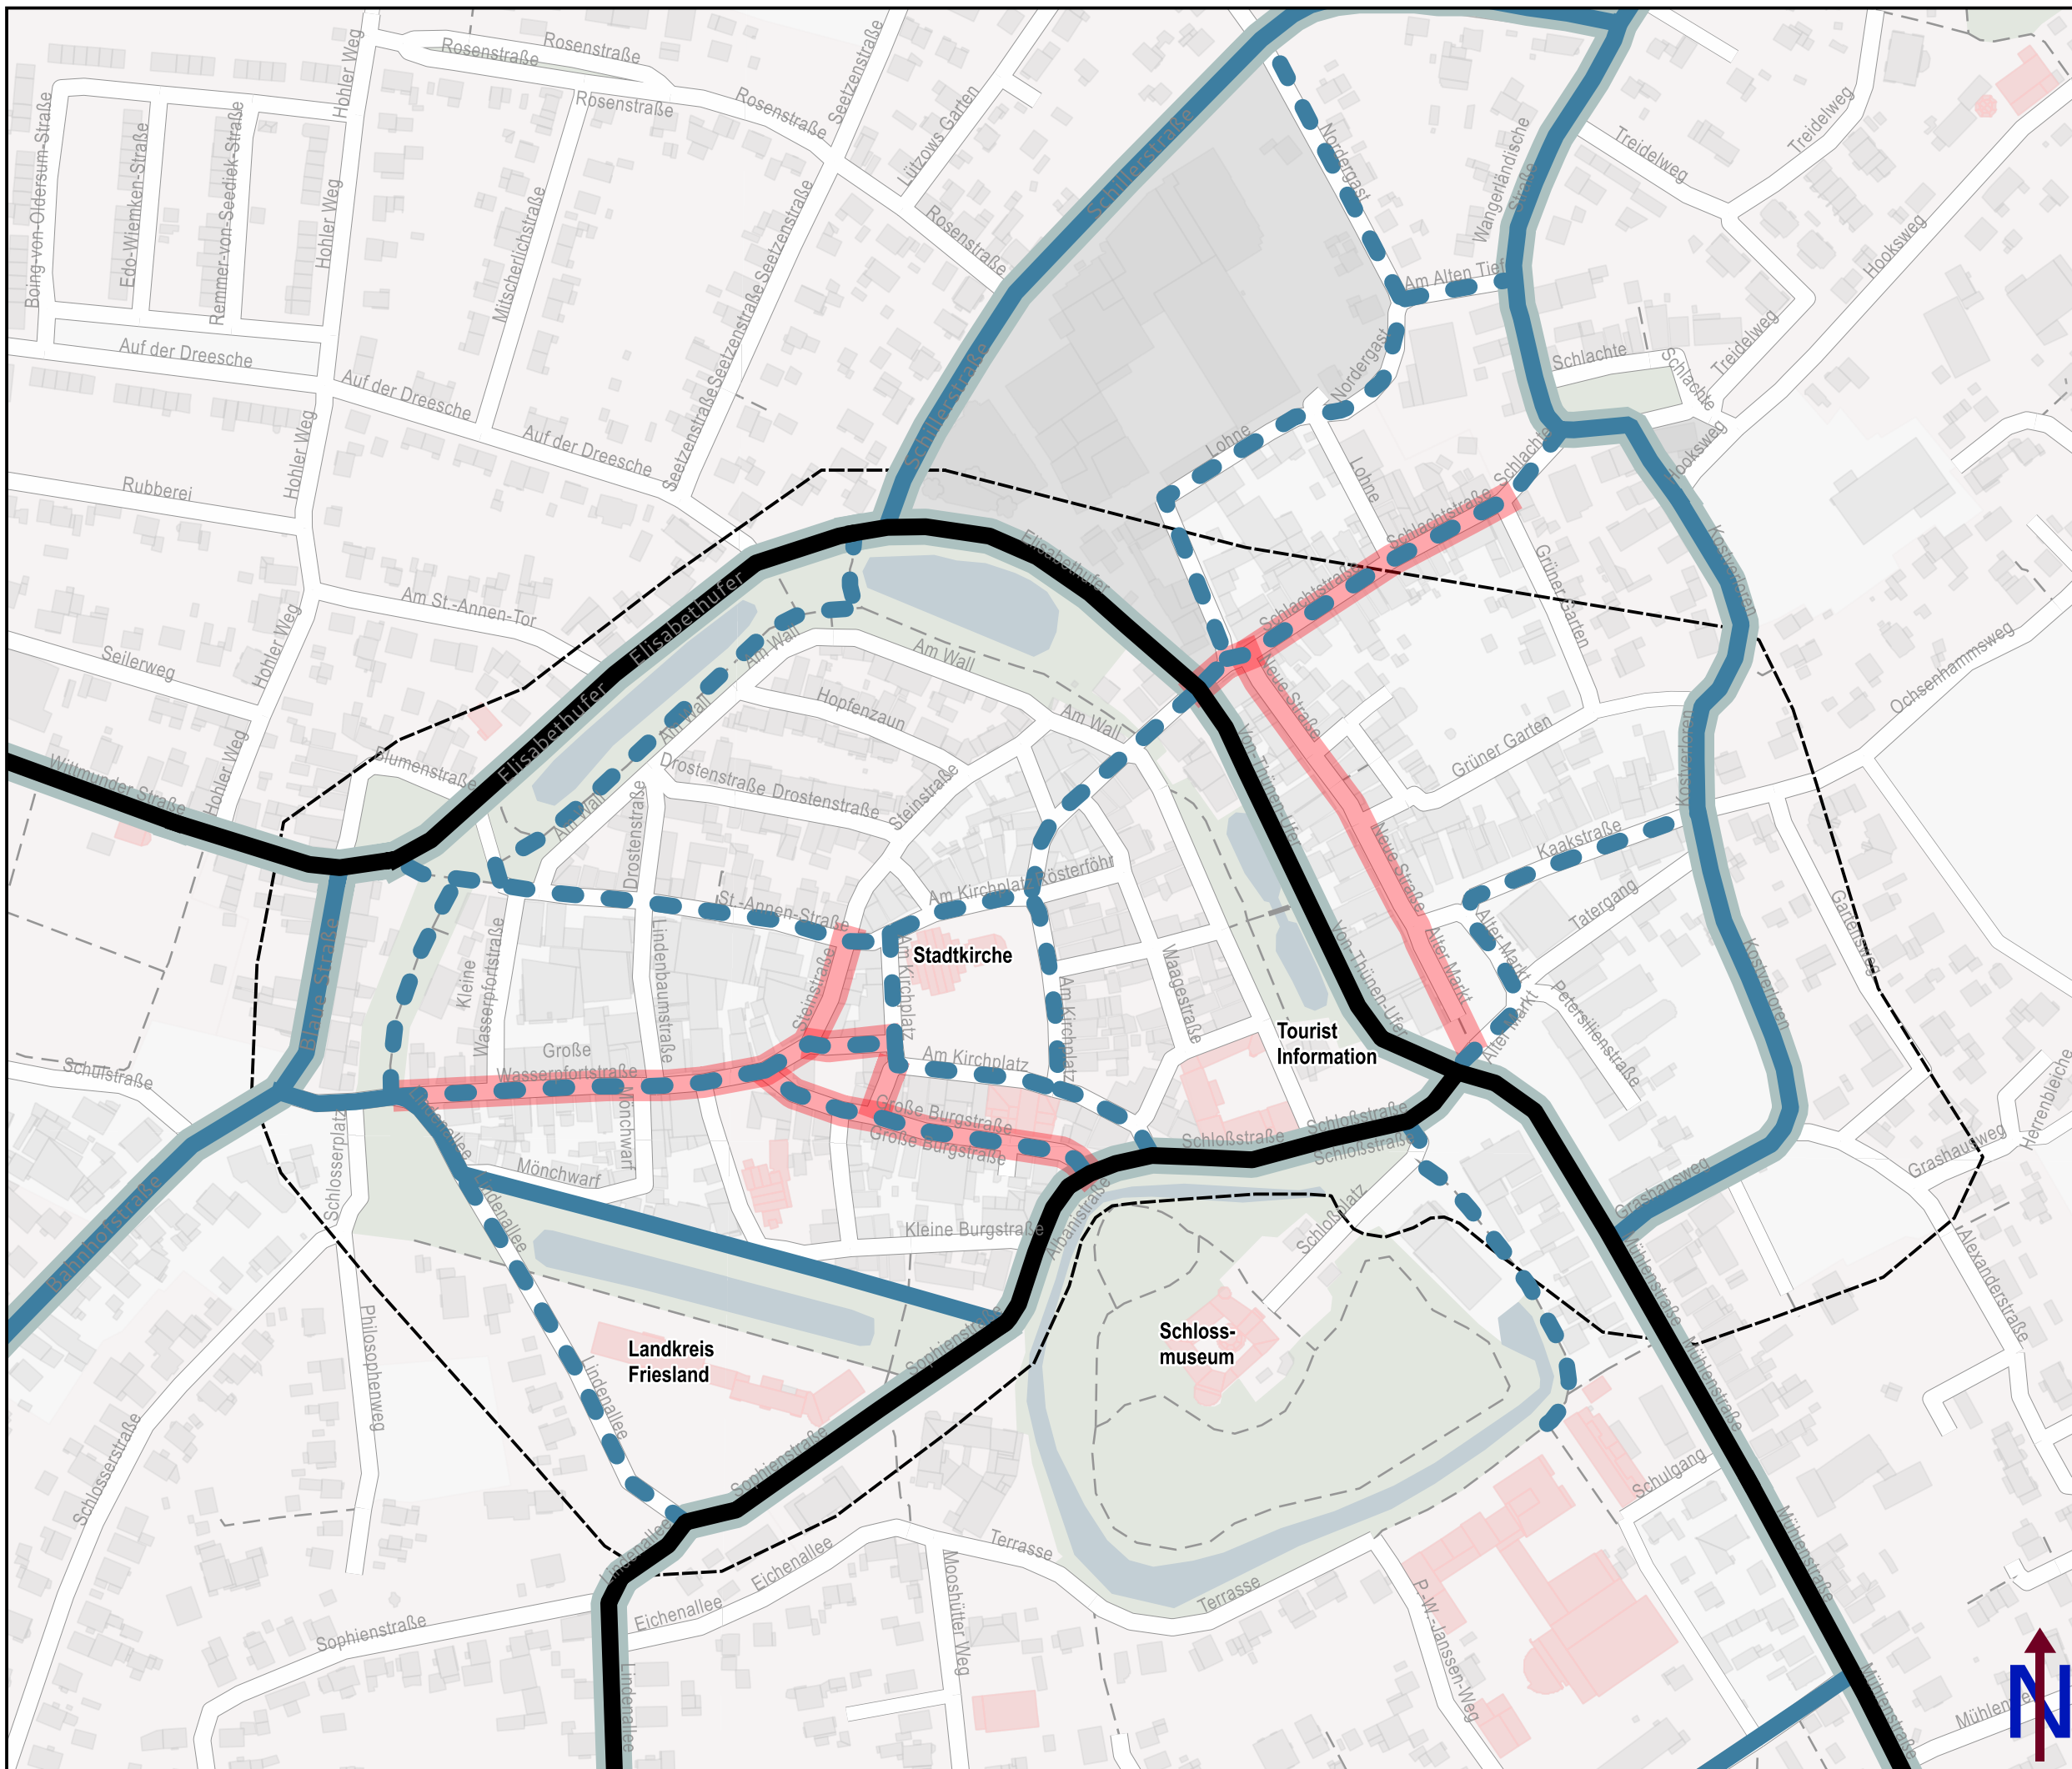 Rosenstraße
Rosenstraße
Rosenstraße
Rosenstraße
Rosenstraße
Hohler Weg
Hohler Weg
Hohler Weg
Hohler Weg
Hohler Weg
Boing-von-Oldersum-Straße
Edo-Wiemken-Straße
Remmer-von-Seediek-Straße
Mitscherlichstraße
Seetzenstraße
Seetzenstraße
Seetzenstraße
Seetzenstraße
Seetzenstraße
Lützows Garten
Schillerstraße
Schillerstraße
Nordergast
Nordergast
Wangerländische
Straße
Am Alten Tief
Treidelweg
Treidelweg
Treidelweg
Hooksweg
Hooksweg
Schlachte
Schlachte
Schlachte
Auf der Dreesche
Auf der Dreesche
Auf der Dreesche
Rubberei
Am St.-Annen-Tor
Seilerweg
Lohne
Lohne
Schlachtstraße
Schlachtstraße
Grüner Garten
Grüner Garten
Kostverloren
Kostverloren
Kostverloren
Ochsenhammsweg
Elisabethufer
Elisabethufer
Elisabethufer
Am Wall
Am Wall
Am Wall
Am Wall
Am Wall
Hopfenzaun
Neue Straße
Neue Straße
Von-Thünen-Ufer
Von-Thünen-Ufer
Wittmunder Straße
Blumenstraße
Drostenstraße
Drostenstraße
Drostenstraße
Steinstraße
Steinstraße
Kaakstraße
Tatergang
Gartenweg
St.-Annen-Straße
Am Kirchplatz
Rösterföhr
Am Kirchplatz
Am Kirchplatz
Am Kirchplatz
Stadtkirche
Waagestraße
Alter Markt
Alter Markt
Alter Markt
Petersilienstraße
Blaue Straße
Kleine
Wasserpfortstraße
Lindenbaumstraße
Tourist
Information
Große
Wasserpfortstraße
Schulstraße
Mönchwarf
Mönchwarf
Große Burgstraße
Große Burgstraße
Schloßstraße
Schloßstraße
Schloßstraße
Grashausweg
Grashausweg
Herrenbleiche
Lindenallee
Lindenallee
Lindenallee
Lindenallee
Lindenallee
Schlosserplatz
Bahnhofstraße
Kleine Burgstraße
Albanistraße
Schloßplatz
Alexanderstraße
Philosophenweg
Landkreis
Friesland
Schloss-
museum
Sophienstraße
Sophienstraße
Sophienstraße
Mühlenstraße
Mühlenstraße
Mühlenstraße
Mühlenstraße
Schlosserstraße
Schulgang
Eichenallee
Eichenallee
Terrasse
Terrasse
Mooshütter Weg
P.-W.-Janssen-Weg
N